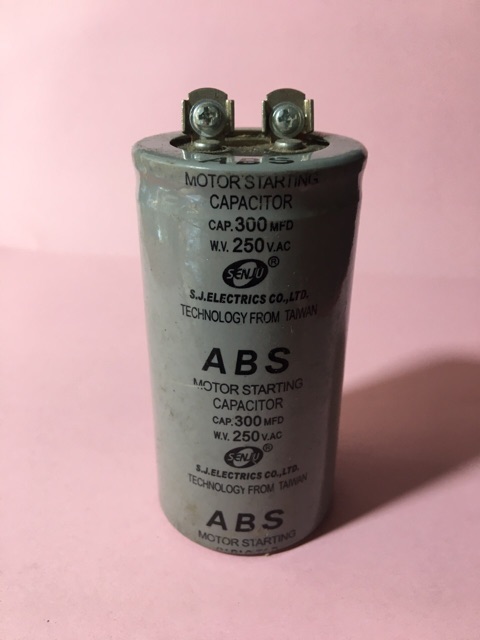 ABS
MOTOR STARTING
CAPACITOR
CAP. 300 MFD
W.V. 250 V.AC
SENJU ®
S.J.ELECTRICS CO.,LTD.
TECHNOLOGY FROM TAIWAN
ABS
MOTOR STARTING
CAPACITOR
CAP. 300 MFD
W.V. 250 V.AC
SENJU ®
S.J.ELECTRICS CO.,LTD.
TECHNOLOGY FROM TAIWAN
ABS
MOTOR STARTING